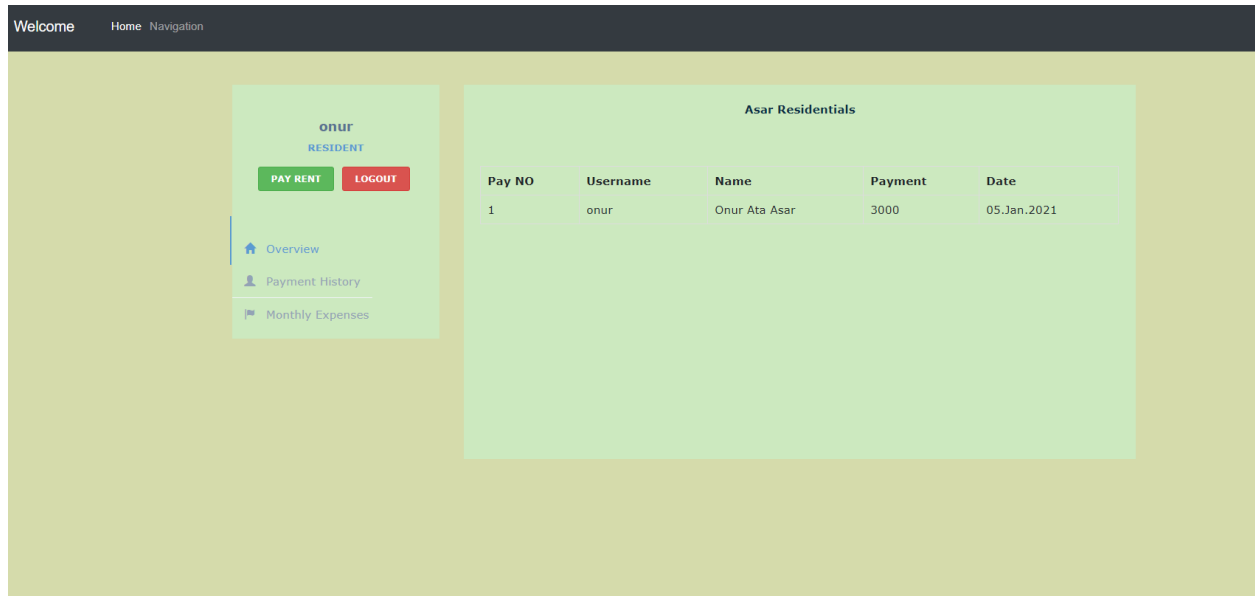 Welcome Home Navigation
onur
RESIDENT
PAY RENT LOGOUT
Overview
Payment History
Monthly Expenses
Asar Residentials
Pay NO Username Name Payment Date
1 onur Onur Ata Asar 3000 05.Jan.2021